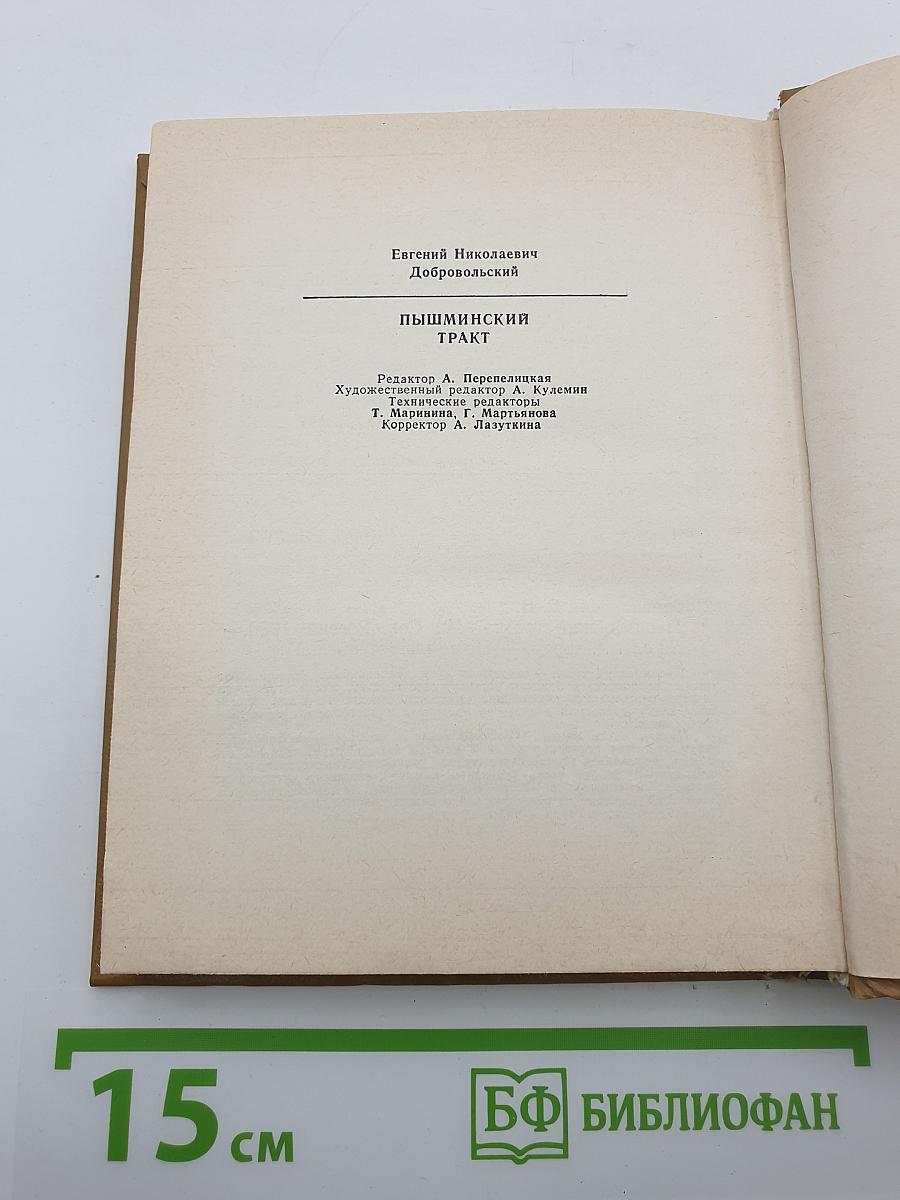 Евгений Николаевич
Добровольский
ПЫШМИНСКИЙ
ТРАКТ
Редактор А. Перепелицкая
Художественный редактор А. Кулемин
Технические редакторы
Т. Маринина, Г. Мартьянова
Корректор А. Лазуткина
15 см
БФ БИБЛИОФАН